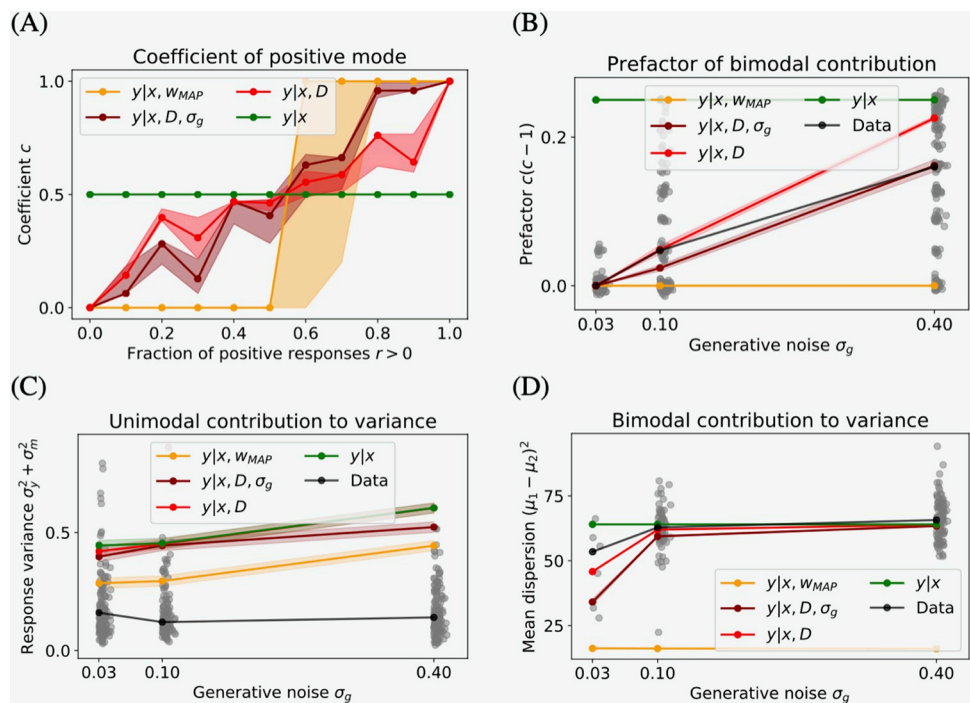 (A)
Coefficient of positive mode
y|x, w_MAP
y|x, D, σ_g
y|x, D
y|x
Coefficient c
1.0
0.5
0.0
0.0 0.2 0.4 0.6 0.8 1.0
Fraction of positive responses r > 0
(B)
Prefactor of bimodal contribution
y|x, w_MAP
y|x, D, σ_g
y|x, D
y|x
Data
Prefactor c(c − 1)
0.2
0.0
0.03 0.10 0.40
Generative noise σ_g
(C)
Unimodal contribution to variance
y|x, w_MAP
y|x, D, σ_g
y|x, D
y|x
Data
Response variance σ_y^2 + σ_m^2
0.5
0.0
0.03 0.10 0.40
Generative noise σ_g
(D)
Bimodal contribution to variance
Mean dispersion (μ_1 − μ_2)^2
75
50
25
y|x, w_MAP
y|x, D, σ_g
y|x, D
y|x
Data
0.03 0.10 0.40
Generative noise σ_g